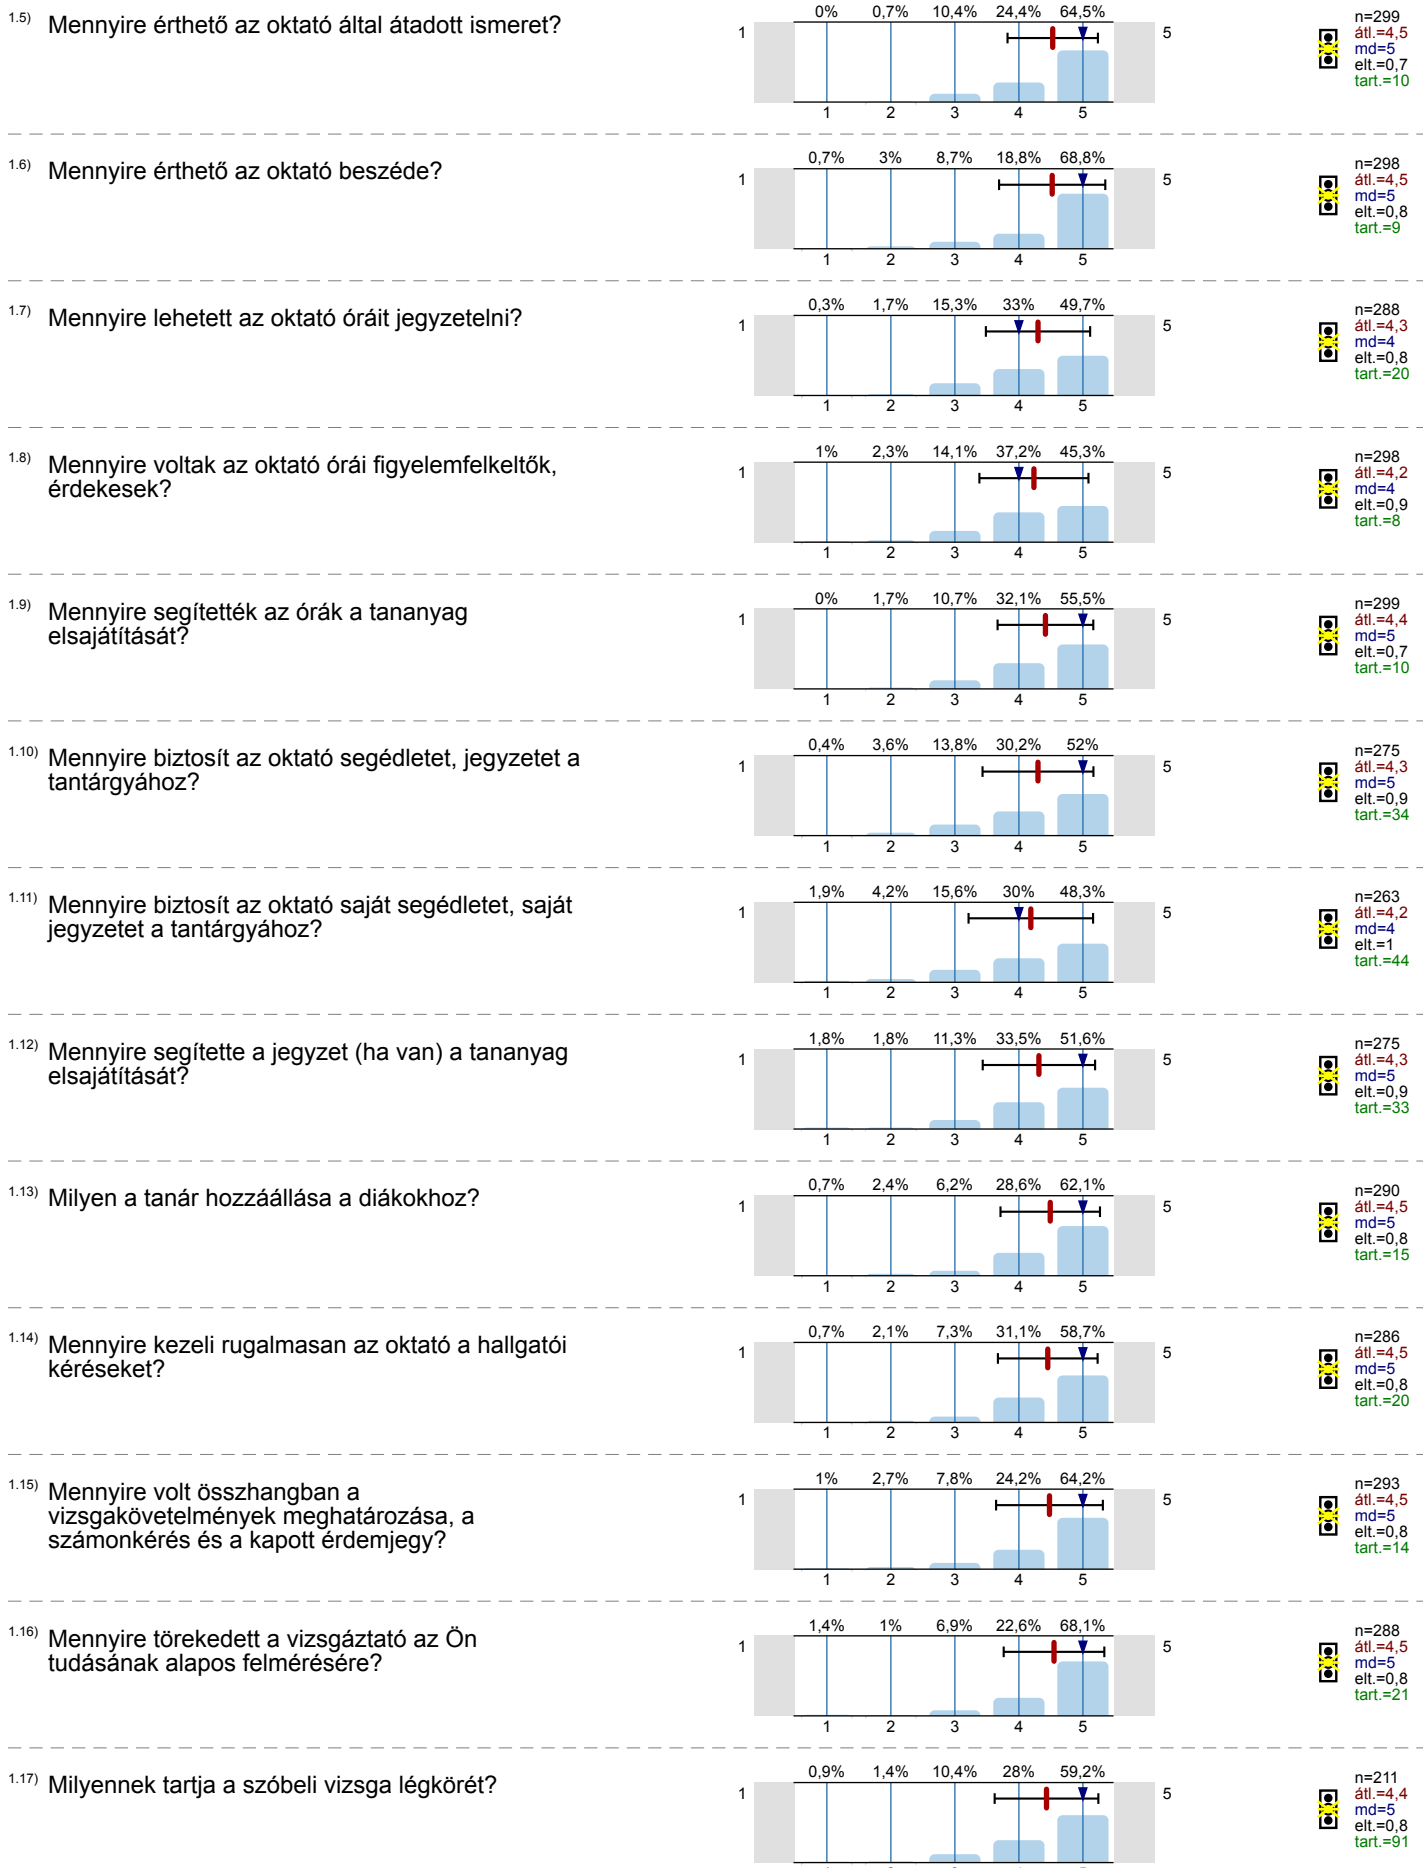 1.5) Mennyire érthető az oktató által átadott ismeret?
0% 0,7% 10,4% 24,4% 64,5%
1 5
1 2 3 4 5
n=299
átl.=4,5
md=5
elt.=0,7
tart.=10
1.6) Mennyire érthető az oktató beszéde?
0,7% 3% 8,7% 18,8% 68,8%
1 5
1 2 3 4 5
n=298
átl.=4,5
md=5
elt.=0,8
tart.=9
1.7) Mennyire lehetett az oktató óráit jegyzetelni?
0,3% 1,7% 15,3% 33% 49,7%
1 5
1 2 3 4 5
n=288
átl.=4,3
md=4
elt.=0,8
tart.=20
1.8) Mennyire voltak az oktató órái figyelemfelkeltők,
érdekesek?
1% 2,3% 14,1% 37,2% 45,3%
1 5
1 2 3 4 5
n=298
átl.=4,2
md=4
elt.=0,9
tart.=8
1.9) Mennyire segítették az órák a tananyag
elsajátítását?
0% 1,7% 10,7% 32,1% 55,5%
1 5
1 2 3 4 5
n=299
átl.=4,4
md=5
elt.=0,7
tart.=10
1.10) Mennyire biztosít az oktató segédletet, jegyzetet a
tantárgyához?
0,4% 3,6% 13,8% 30,2% 52%
1 5
1 2 3 4 5
n=275
átl.=4,3
md=5
elt.=0,9
tart.=34
1.11) Mennyire biztosít az oktató saját segédletet, saját
jegyzetet a tantárgyához?
1,9% 4,2% 15,6% 30% 48,3%
1 5
1 2 3 4 5
n=263
átl.=4,2
md=4
elt.=1
tart.=44
1.12) Mennyire segítette a jegyzet (ha van) a tananyag
elsajátítását?
1,8% 1,8% 11,3% 33,5% 51,6%
1 5
1 2 3 4 5
n=275
átl.=4,3
md=5
elt.=0,9
tart.=33
1.13) Milyen a tanár hozzáállása a diákokhoz?
0,7% 2,4% 6,2% 28,6% 62,1%
1 5
1 2 3 4 5
n=290
átl.=4,5
md=5
elt.=0,8
tart.=15
1.14) Mennyire kezeli rugalmasan az oktató a hallgatói
kéréseket?
0,7% 2,1% 7,3% 31,1% 58,7%
1 5
1 2 3 4 5
n=286
átl.=4,5
md=5
elt.=0,8
tart.=20
1.15) Mennyire volt összhangban a
vizsgakövetelmények meghatározása, a
számonkérés és a kapott érdemjegy?
1% 2,7% 7,8% 24,2% 64,2%
1 5
1 2 3 4 5
n=293
átl.=4,5
md=5
elt.=0,8
tart.=14
1.16) Mennyire törekedett a vizsgáztató az Ön
tudásának alapos felmérésére?
1,4% 1% 6,9% 22,6% 68,1%
1 5
1 2 3 4 5
n=288
átl.=4,5
md=5
elt.=0,8
tart.=21
1.17) Milyennek tartja a szóbeli vizsga légkörét?
0,9% 1,4% 10,4% 28% 59,2%
1 5
n=211
átl.=4,4
md=5
elt.=0,8
tart.=91